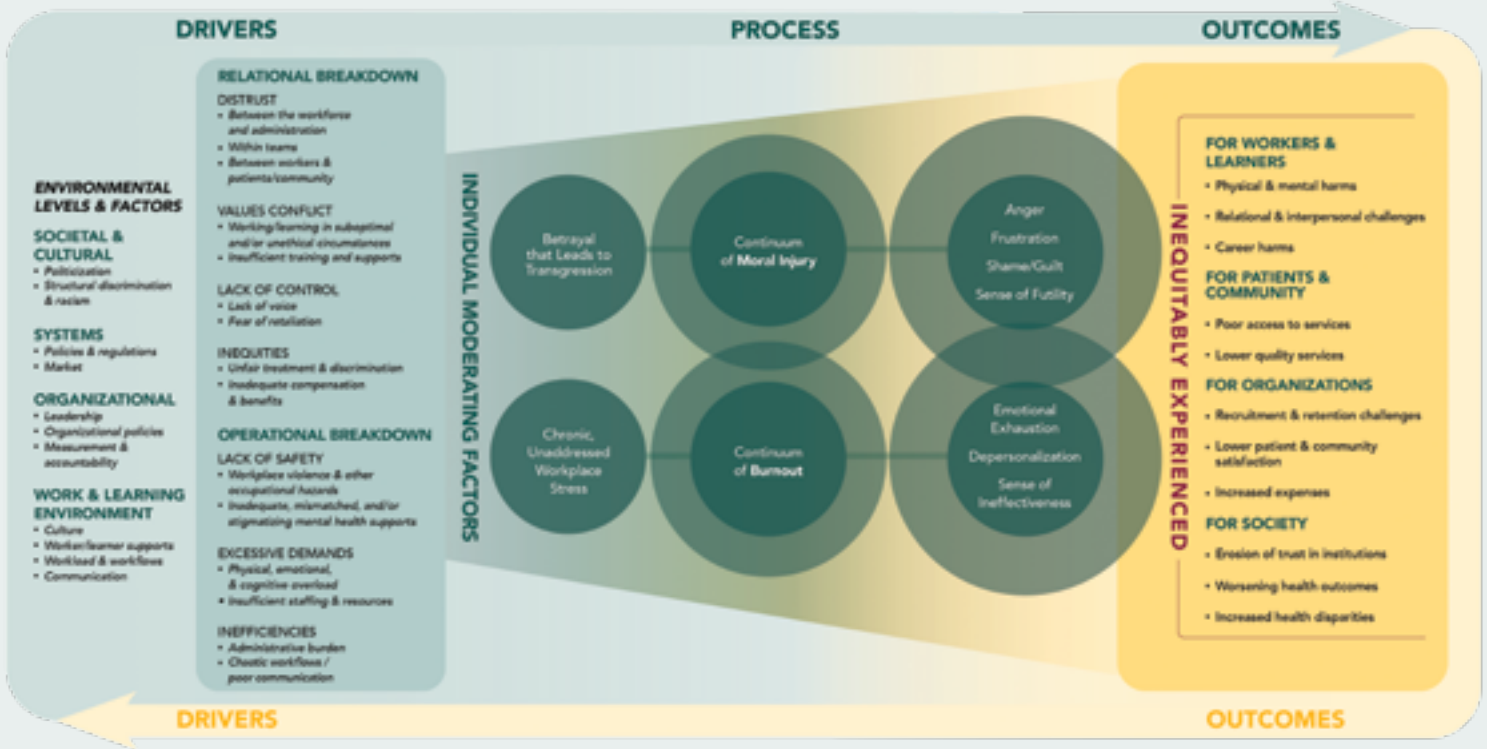 DRIVERS
PROCESS
OUTCOMES
ENVIRONMENTAL
LEVELS & FACTORS
SOCIETAL &
CULTURAL
• Politicization
• Structural discrimination
& racism
SYSTEMS
• Policies & regulations
• Market
ORGANIZATIONAL
• Leadership
• Organizational policies
• Measurement &
accountability
WORK & LEARNING
ENVIRONMENT
• Culture
• Worker/learner supports
• Workload & workflows
• Communication
RELATIONAL BREAKDOWN
DISTRUST
• Between the workforce
and administration
• Within teams
• Between workers &
patients/community
VALUES CONFLICT
• Working/learning in suboptimal
and/or unethical circumstances
• Insufficient training and supports
LACK OF CONTROL
• Lack of voice
• Fear of retaliation
INEQUITIES
• Unfair treatment & discrimination
• Inadequate compensation
& benefits
OPERATIONAL BREAKDOWN
LACK OF SAFETY
• Workplace violence & other
occupational hazards
• Inadequate, mismatched, and/or
stigmatizing mental health supports
EXCESSIVE DEMANDS
• Physical, emotional,
& cognitive overload
• Insufficient staffing & resources
INEFFICIENCIES
• Administrative burden
• Chaotic workflows /
poor communication
INDIVIDUAL MODERATING FACTORS
Betrayal
that Leads to
Transgression
Continuum
of Moral Injury
Anger
Frustration
Shame/Guilt
Sense of Futility
Chronic,
Unaddressed
Workplace
Stress
Continuum
of Burnout
Emotional
Exhaustion
Depersonalization
Sense of
Ineffectiveness
INEQUITABLY EXPERIENCED
FOR WORKERS &
LEARNERS
• Physical & mental harms
• Relational & interpersonal challenges
• Career harms
FOR PATIENTS &
COMMUNITY
• Poor access to services
• Lower quality services
FOR ORGANIZATIONS
• Recruitment & retention challenges
• Lower patient & community
satisfaction
• Increased expenses
FOR SOCIETY
• Erosion of trust in institutions
• Worsening health outcomes
• Increased health disparities
DRIVERS
OUTCOMES